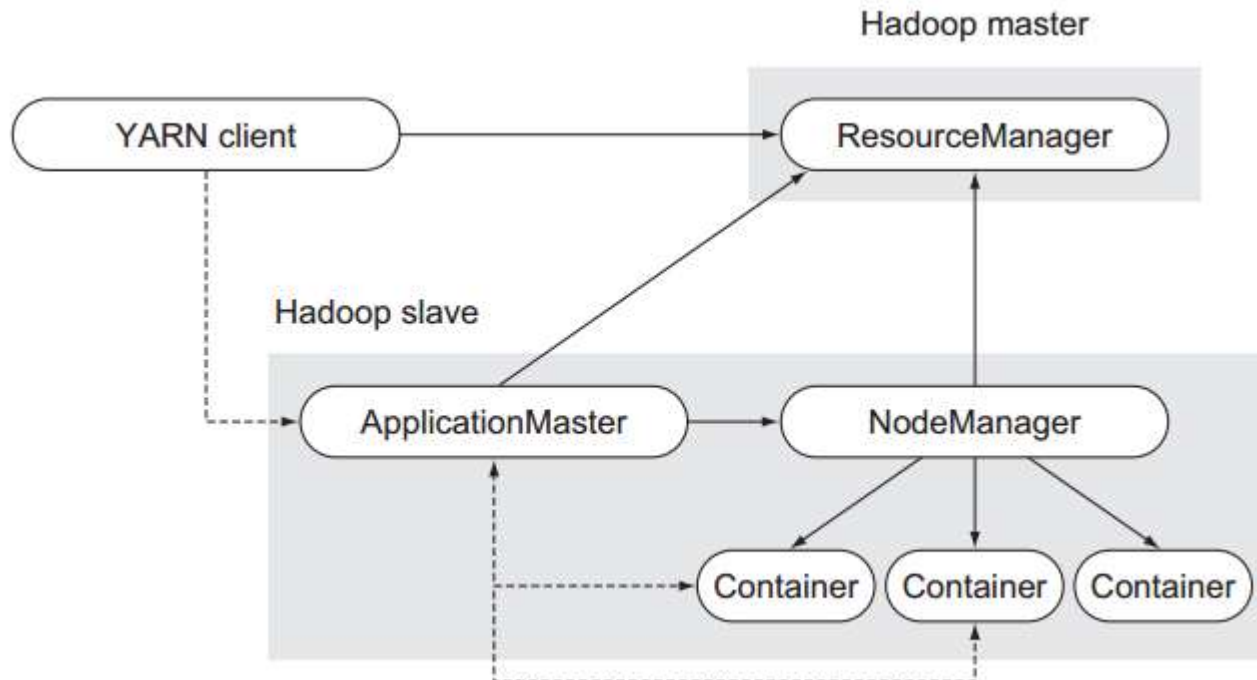 Hadoop master
YARN client
ResourceManager
Hadoop slave
ApplicationMaster
NodeManager
Container
Container
Container